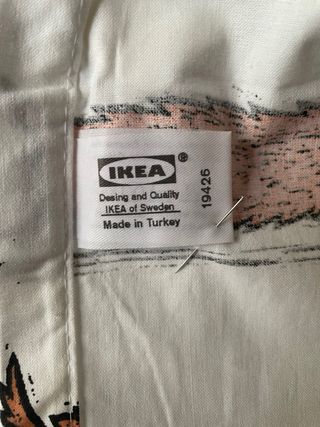 IKEA®
Desing and Quality
IKEA of Sweden
Made in Turkey
19426